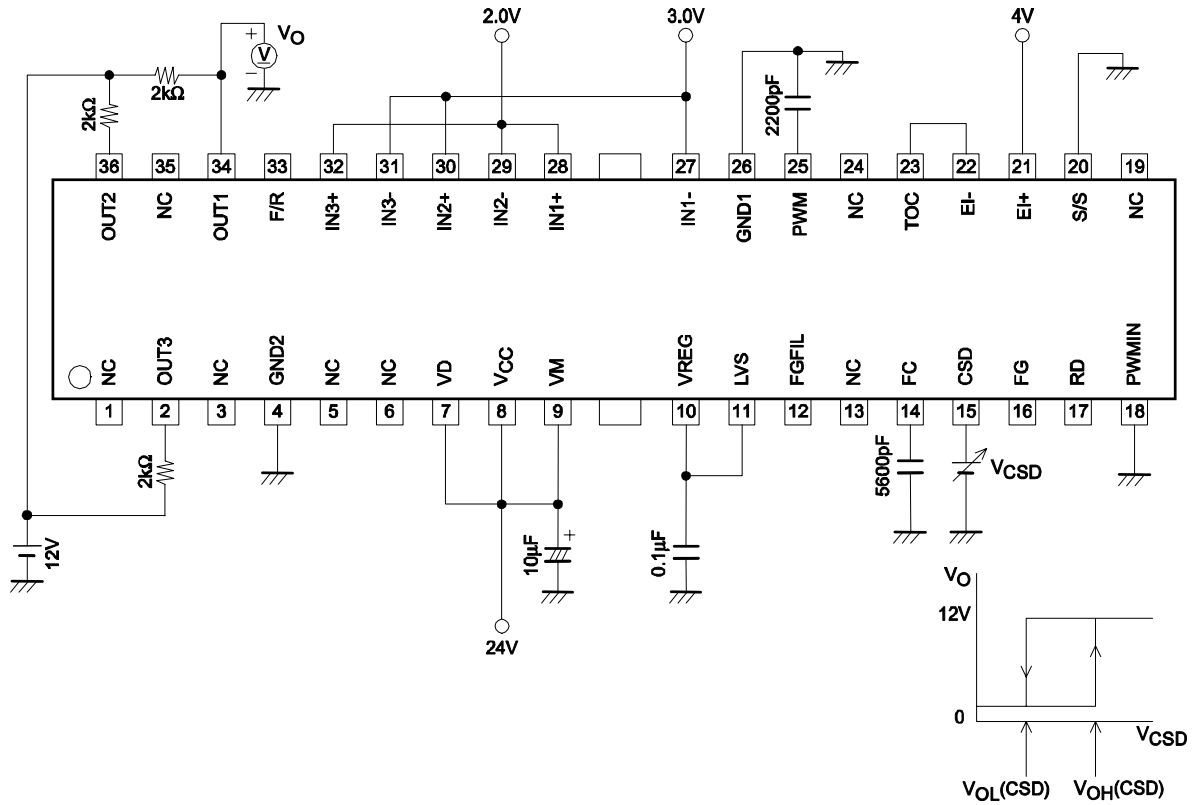 2.0V
3.0V
4V
+
VO
V
−
2kΩ
2kΩ
2200pF
36 35 34 33 32 31 30 29 28 27 26 25 24 23 22 21 20 19
OUT2 NC OUT1 F/R IN3+ IN3- IN2+ IN2- IN1+ IN1- GND1 PWM NC TOC EI- EI+ S/S NC
NC OUT3 NC GND2 NC NC VD VCC VM VREG LVS FGFIL NC FC CSD FG RD PWMIN
1 2 3 4 5 6 7 8 9 10 11 12 13 14 15 16 17 18
2kΩ
5600pF
VCSD
12V
10μF
+
0.1μF
24V
VO
12V
0
VCSD
VOL(CSD)
VOH(CSD)